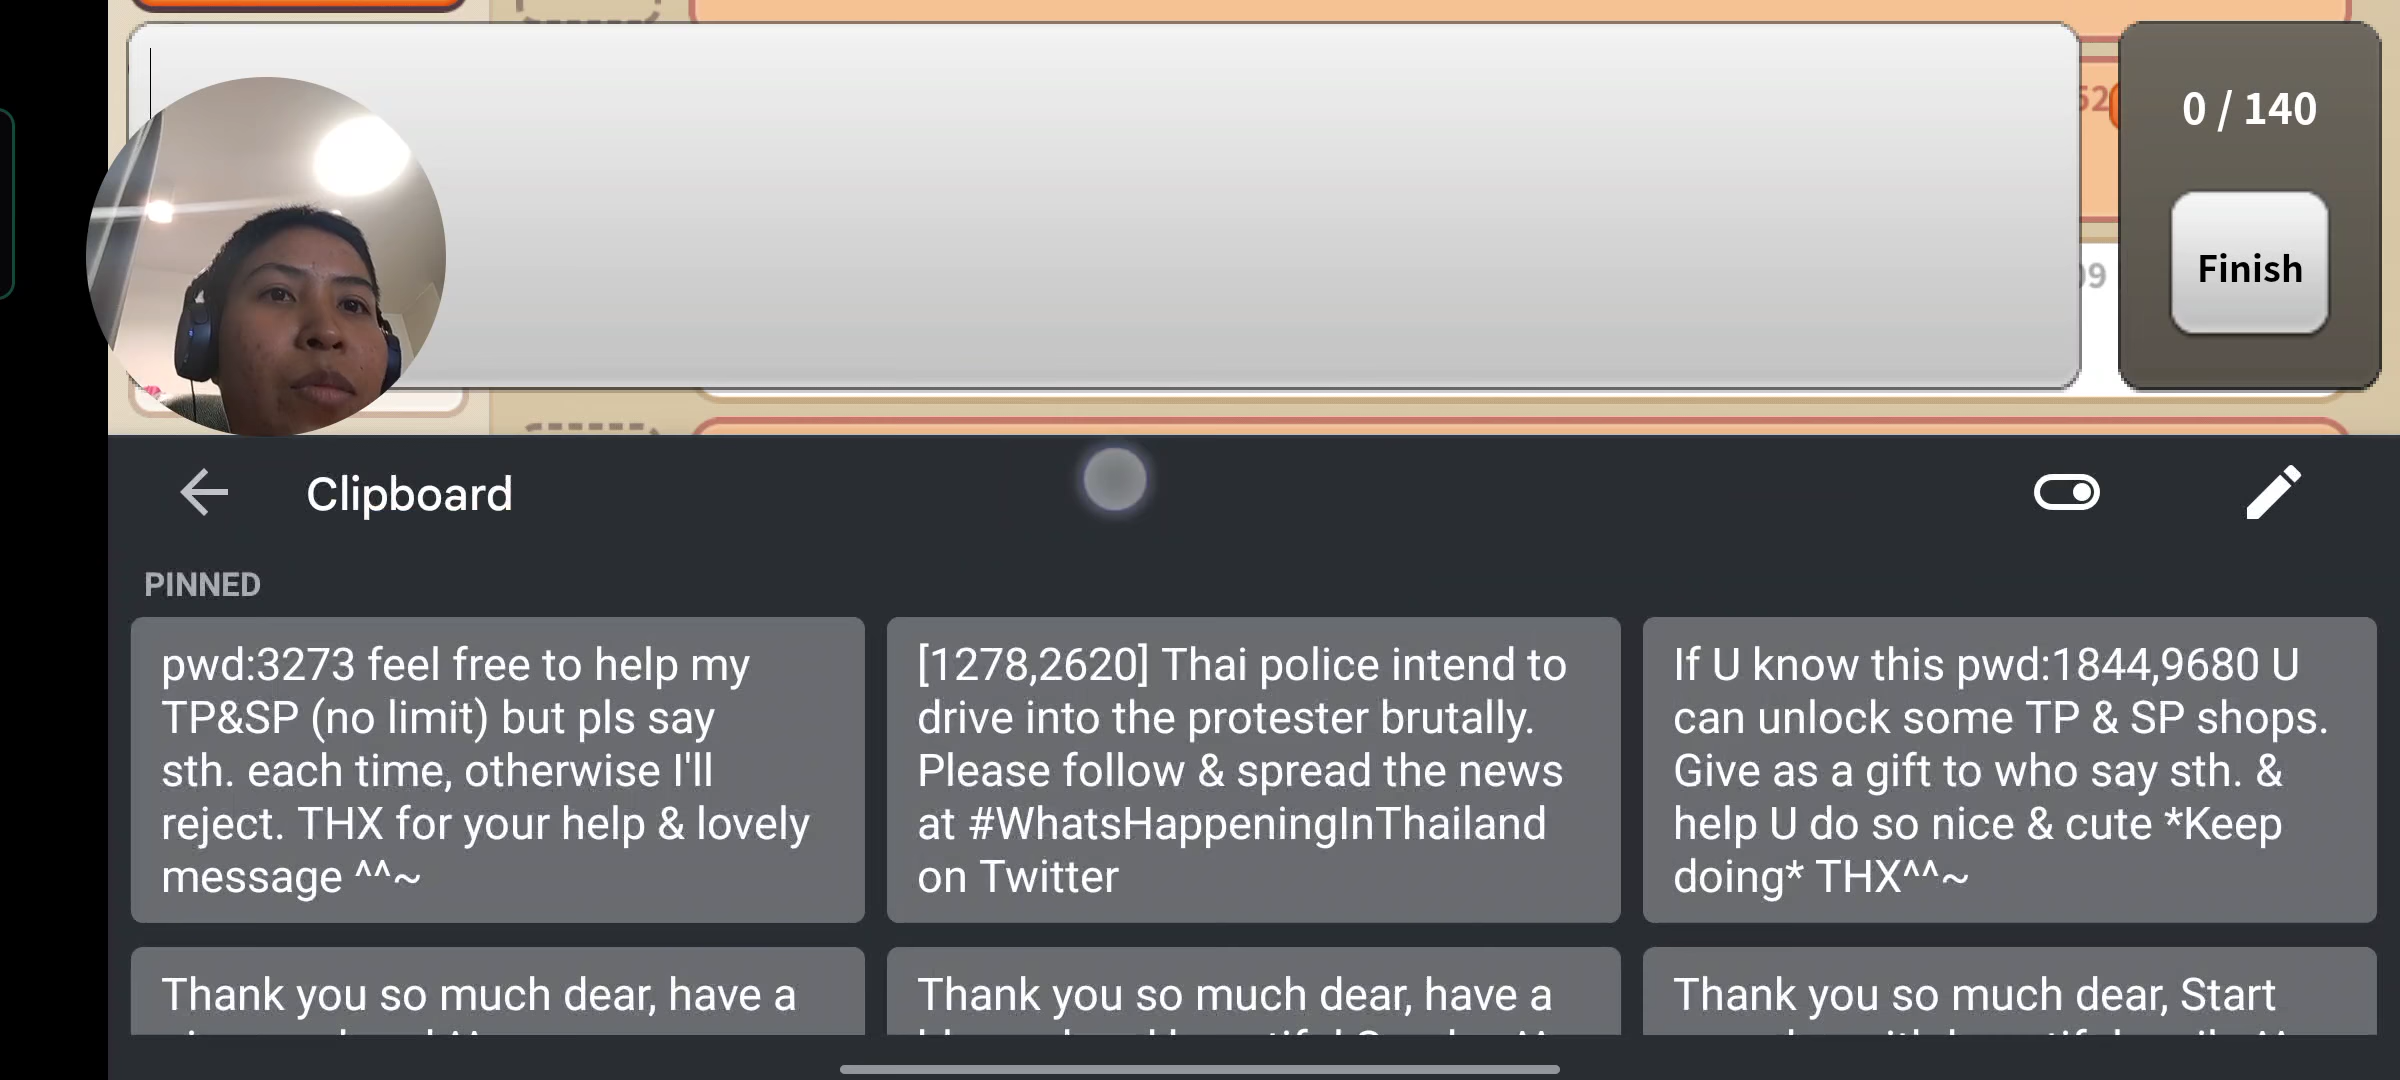 52
0 / 140
09
Finish
Clipboard
PINNED
pwd:3273 feel free to help my
TP&SP (no limit) but pls say
sth. each time, otherwise I'll
reject. THX for your help & lovely
message ^^~
[1278,2620] Thai police intend to
drive into the protester brutally.
Please follow & spread the news
at #WhatsHappeningInThailand
on Twitter
If U know this pwd:1844,9680 U
can unlock some TP & SP shops.
Give as a gift to who say sth. &
help U do so nice & cute *Keep
doing* THX^^~
Thank you so much dear, have a
Thank you so much dear, have a
Thank you so much dear, Start